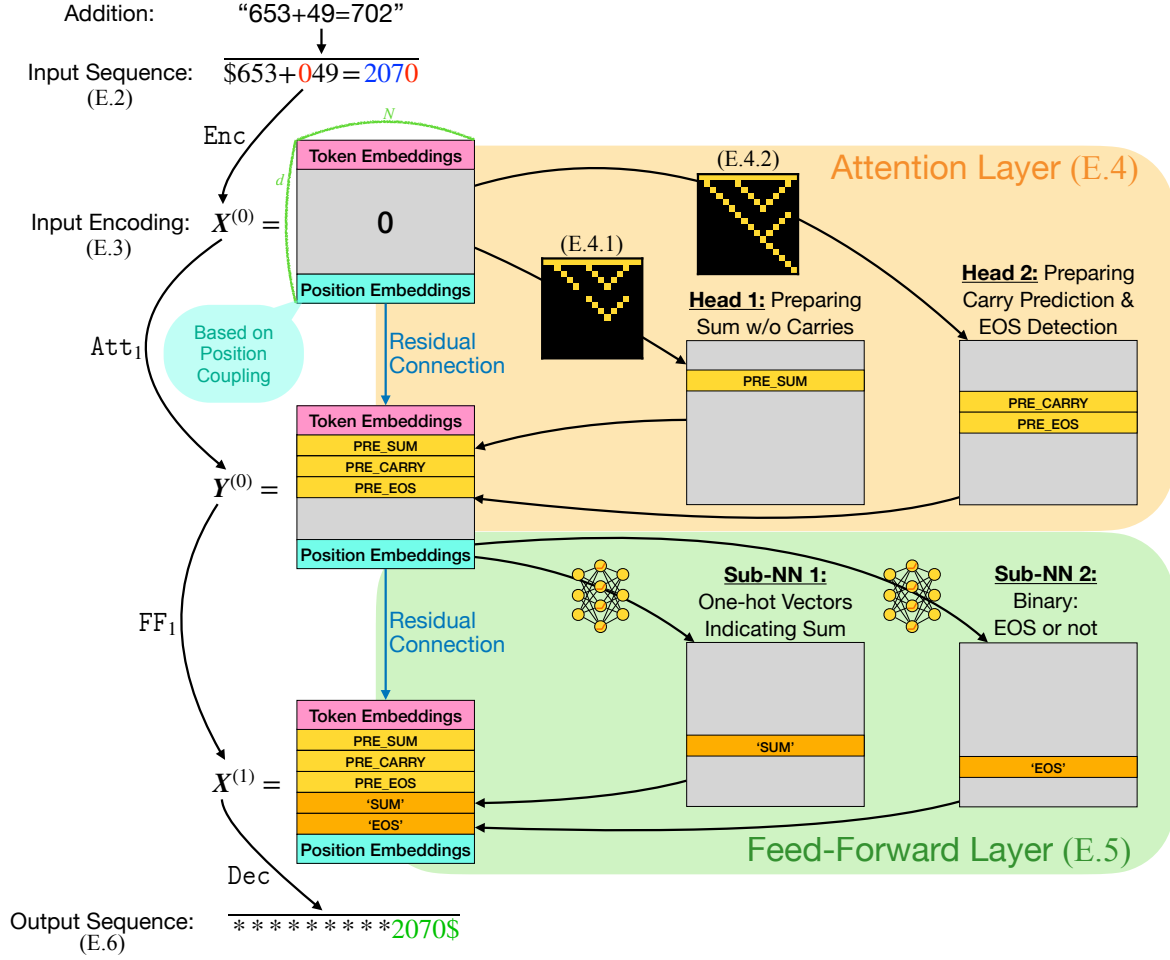 Addition:
"653+49=702"
Input Sequence:
(E.2)
$653+049=2070
Enc
N
d
Token Embeddings
0
Position Embeddings
Input Encoding:
(E.3)
X(0) =
Attention Layer (E.4)
(E.4.2)
(E.4.1)
Head 1: Preparing
Sum w/o Carries
Head 2: Preparing
Carry Prediction &
EOS Detection
Based on
Position
Coupling
Residual
Connection
Att1
PRE_SUM
PRE_CARRY
PRE_EOS
Token Embeddings
PRE_SUM
PRE_CARRY
PRE_EOS
Position Embeddings
Y(0) =
FF1
Residual
Connection
Sub-NN 1:
One-hot Vectors
Indicating Sum
Sub-NN 2:
Binary:
EOS or not
'SUM'
'EOS'
Token Embeddings
PRE_SUM
PRE_CARRY
PRE_EOS
'SUM'
'EOS'
Position Embeddings
X(1) =
Feed-Forward Layer (E.5)
Dec
Output Sequence:
(E.6)
*********2070$